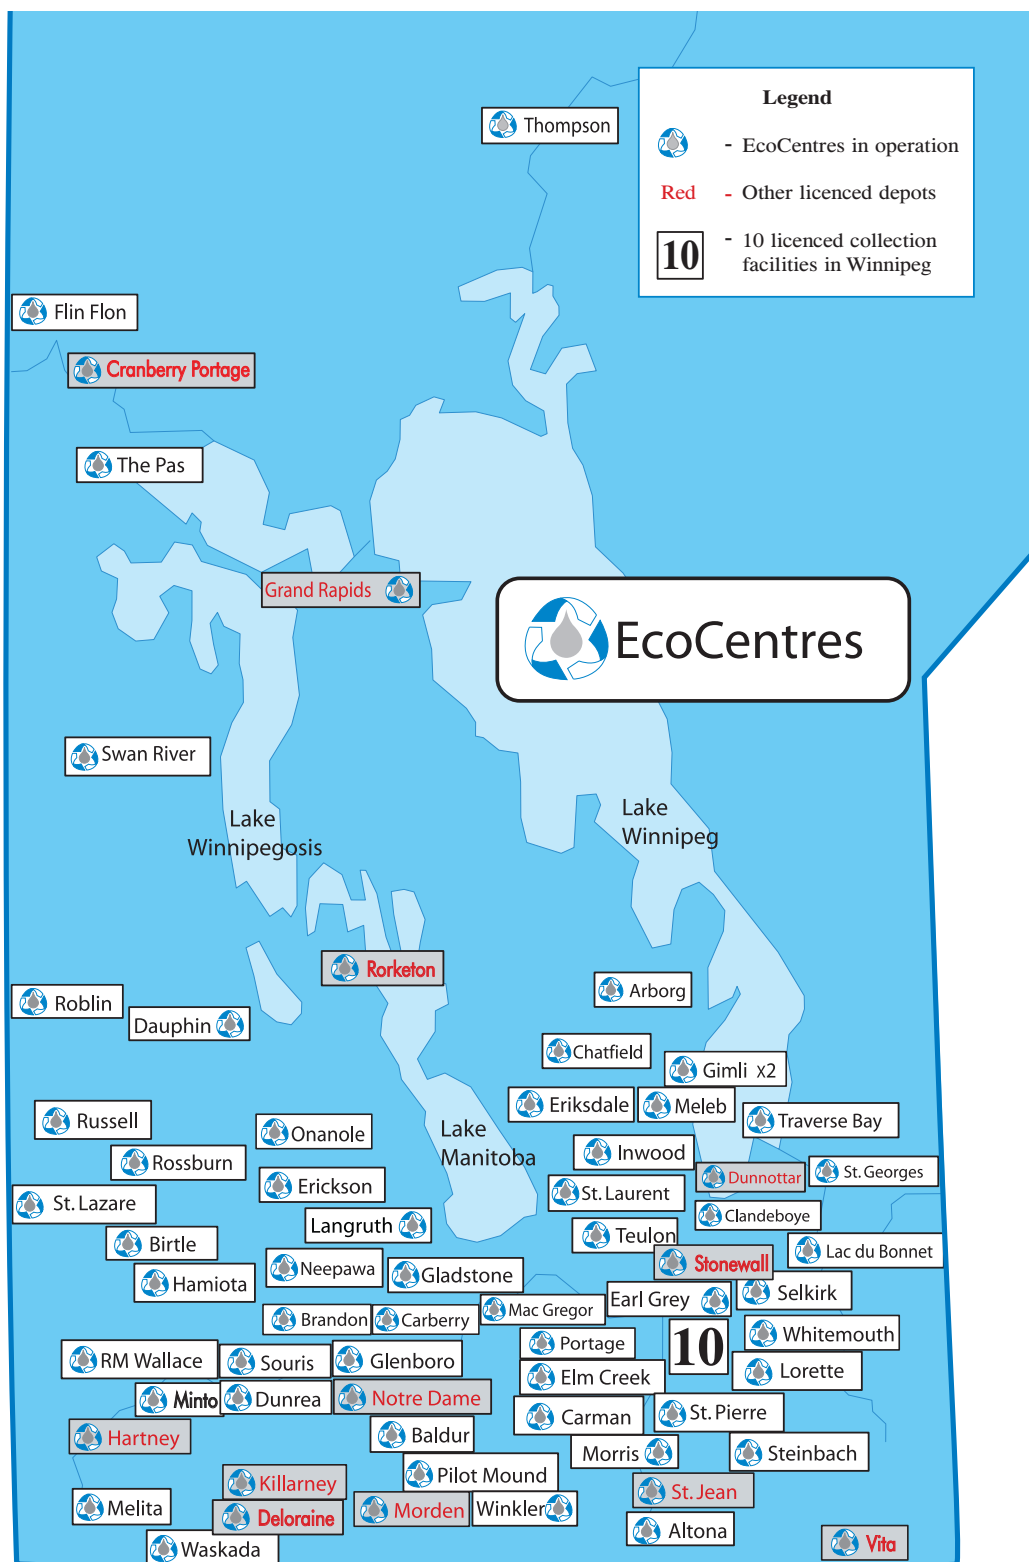 Legend
- EcoCentres in operation
Red - Other licenced depots
10 - 10 licenced collection
facilities in Winnipeg
Thompson
Flin Flon
Cranberry Portage
The Pas
Grand Rapids
EcoCentres
Swan River
Lake
Winnipegosis
Lake
Winnipeg
Rorketon
Arborg
Roblin
Dauphin
Chatfield
Gimli x2
Eriksdale
Meleb
Traverse Bay
Russell
Onanole
Lake
Manitoba
Inwood
Rossburn
Dunnottar
St. Georges
Erickson
St. Laurent
St. Lazare
Langruth
Clandeboye
Teulon
Birtle
Lac du Bonnet
Stonewall
Neepawa
Gladstone
Hamiota
Selkirk
Earl Grey
Mac Gregor
Brandon
Carberry
Whitemouth
Portage
10
RM Wallace
Souris
Glenboro
Lorette
Elm Creek
Minto
Dunrea
Notre Dame
St. Pierre
Carman
Hartney
Baldur
Morris
Steinbach
Pilot Mound
Killarney
St. Jean
Melita
Morden
Winkler
Deloraine
Altona
Vita
Waskada